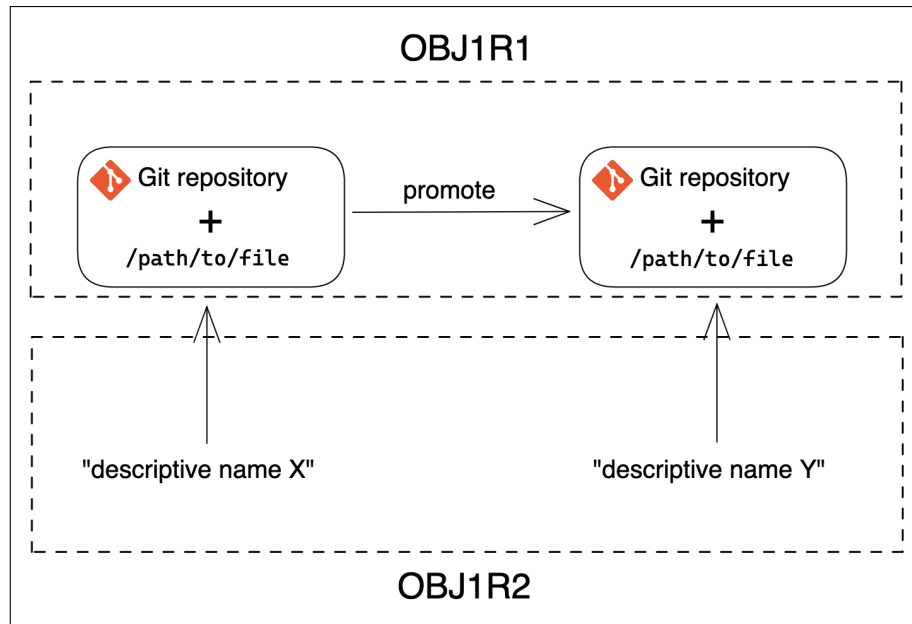 OBJ1R1
Git repository
+
/path/to/file
promote
Git repository
+
/path/to/file
"descriptive name X"
"descriptive name Y"
OBJ1R2